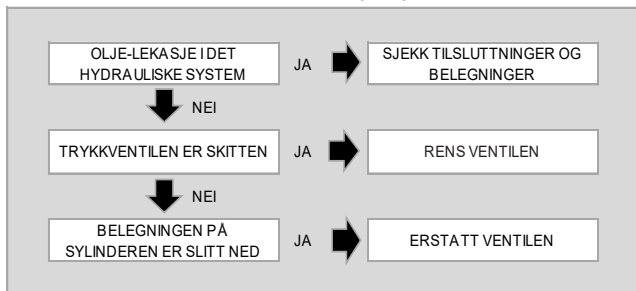 OLJE-LEKASJE I DET
HYDRAULISKE SYSTEM
JA
SJEKK TILSLUTTNINGER OG
BELEGNINGER
NEI
TRYKKVENTILEN ER SKITTEN
JA
RENS VENTILEN
NEI
BELEGNINGEN PÅ
SYLINDEREN ER SLITT NED
JA
ERSTATT VENTILEN